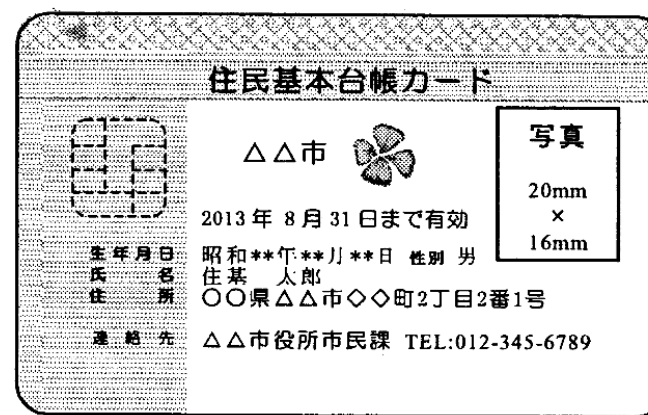 住民基本台帳カード
△△市
写真
20mm
×
16mm
2013年 8月31日まで有効
生年月日 昭和**年**月**日 性別 男
氏名 住基 太郎
住所 〇〇県△△市◇◇町2丁目2番1号
連絡先 △△市役所市民課 TEL:012-345-6789